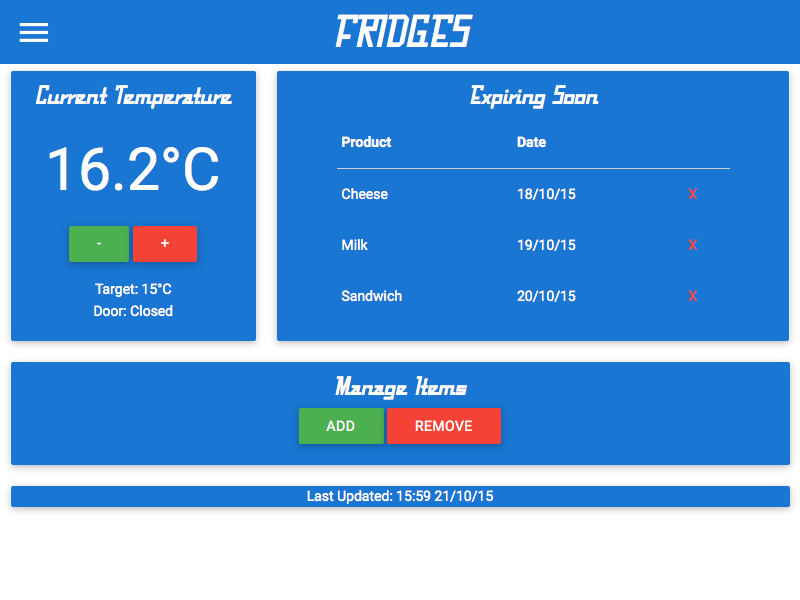 FRIDGES
Current Temperature
16.2°C
- +
Target: 15°C
Door: Closed
Expiring Soon
Product Date
Cheese 18/10/15 X
Milk 19/10/15 X
Sandwich 20/10/15 X
Manage Items
ADD REMOVE
Last Updated: 15:59 21/10/15